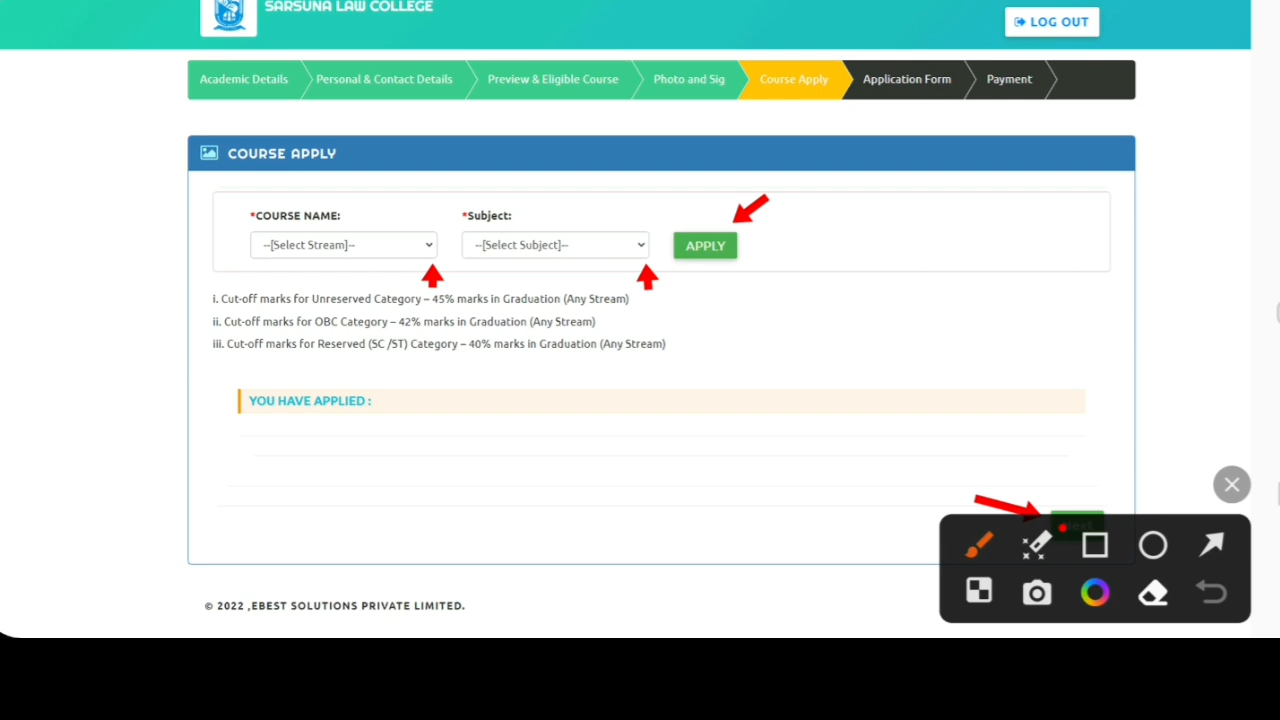 SARSUNA LAW COLLEGE
LOG OUT
Academic Details
Personal & Contact Details
Preview & Eligible Course
Photo and Sig
Course Apply
Application Form
Payment
COURSE APPLY
*COURSE NAME:
*Subject:
--[Select Stream]--
--[Select Subject]--
APPLY
i. Cut-off marks for Unreserved Category – 45% marks in Graduation (Any Stream)
ii. Cut-off marks for OBC Category – 42% marks in Graduation (Any Stream)
iii. Cut-off marks for Reserved (SC /ST) Category – 40% marks in Graduation (Any Stream)
YOU HAVE APPLIED :
© 2022 ,EBEST SOLUTIONS PRIVATE LIMITED.